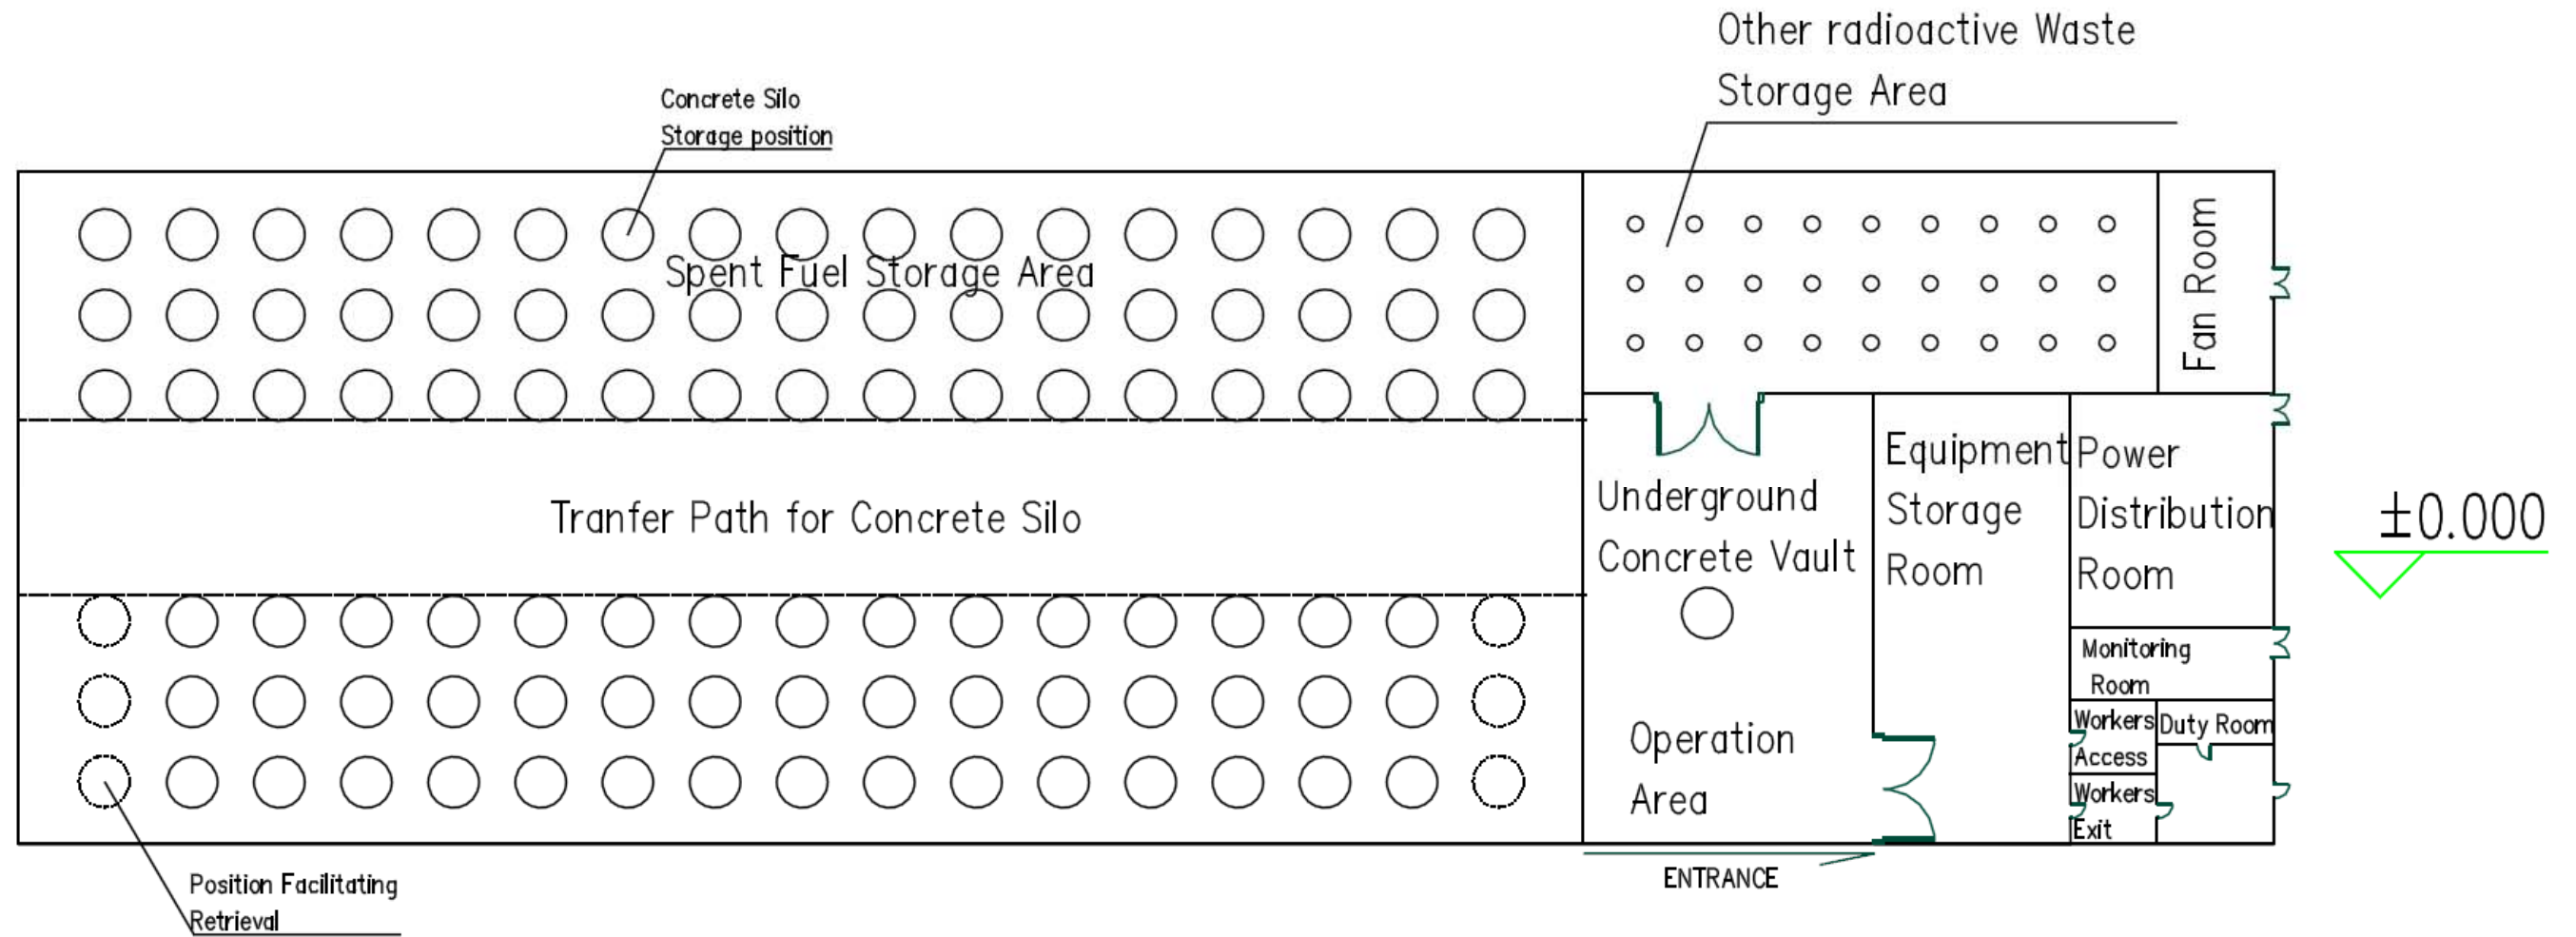 Other radioactive Waste
Storage Area
Concrete Silo
Storage position
Spent Fuel Storage Area
Fan Room
Tranfer Path for Concrete Silo
Underground
Concrete Vault
Equipment
Storage
Room
Power
Distribution
Room
±0.000
Monitoring
Room
Workers
Access
Duty Room
Workers
Exit
Operation
Area
ENTRANCE
Position Facilitating
Retrieval